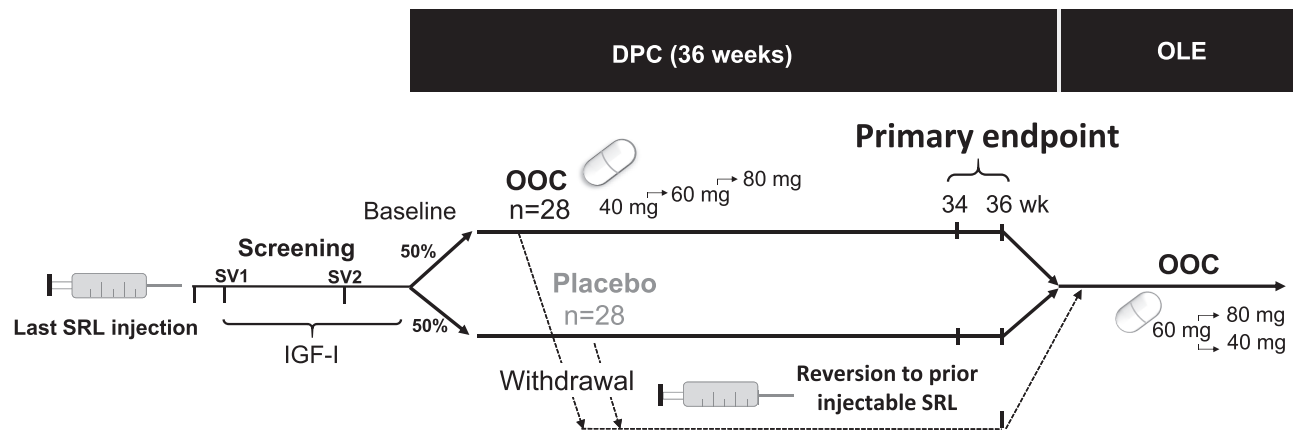 DPC (36 weeks)
OLE
Primary endpoint
OOC
n=28
40 mg
60 mg
80 mg
34
36 wk
Baseline
Screening
50%
SV1
SV2
Last SRL injection
IGF-I
50%
Placebo
n=28
OOC
60 mg
80 mg
40 mg
Withdrawal
Reversion to prior
injectable SRL